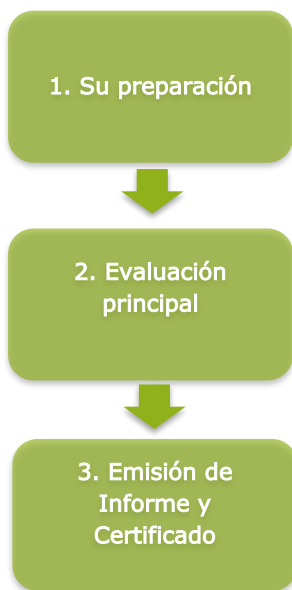 1. Su preparación
2. Evaluación
principal
3. Emisión de
Informe y
Certificado